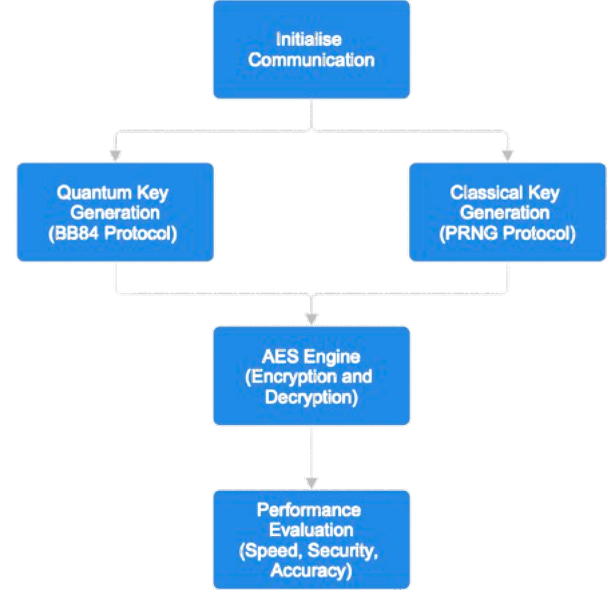 Initialise
Communication
Quantum Key
Generation
(BB84 Protocol)
Classical Key
Generation
(PRNG Protocol)
AES Engine
(Encryption and
Decryption)
Performance
Evaluation
(Speed, Security,
Accuracy)